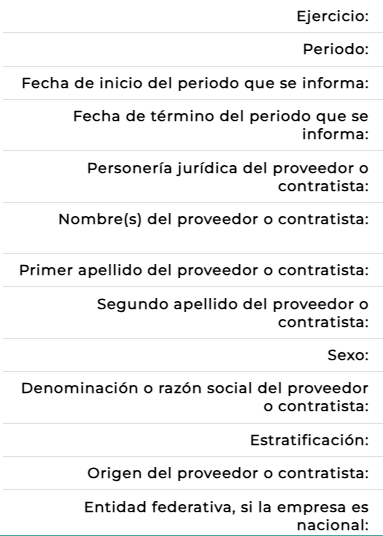 Ejercicio:
Periodo:
Fecha de inicio del periodo que se informa:
Fecha de término del periodo que se
informa:
Personería jurídica del proveedor o
contratista:
Nombre(s) del proveedor o contratista:
Primer apellido del proveedor o contratista:
Segundo apellido del proveedor o
contratista:
Sexo:
Denominación o razón social del proveedor
o contratista:
Estratificación:
Origen del proveedor o contratista:
Entidad federativa, si la empresa es
nacional: